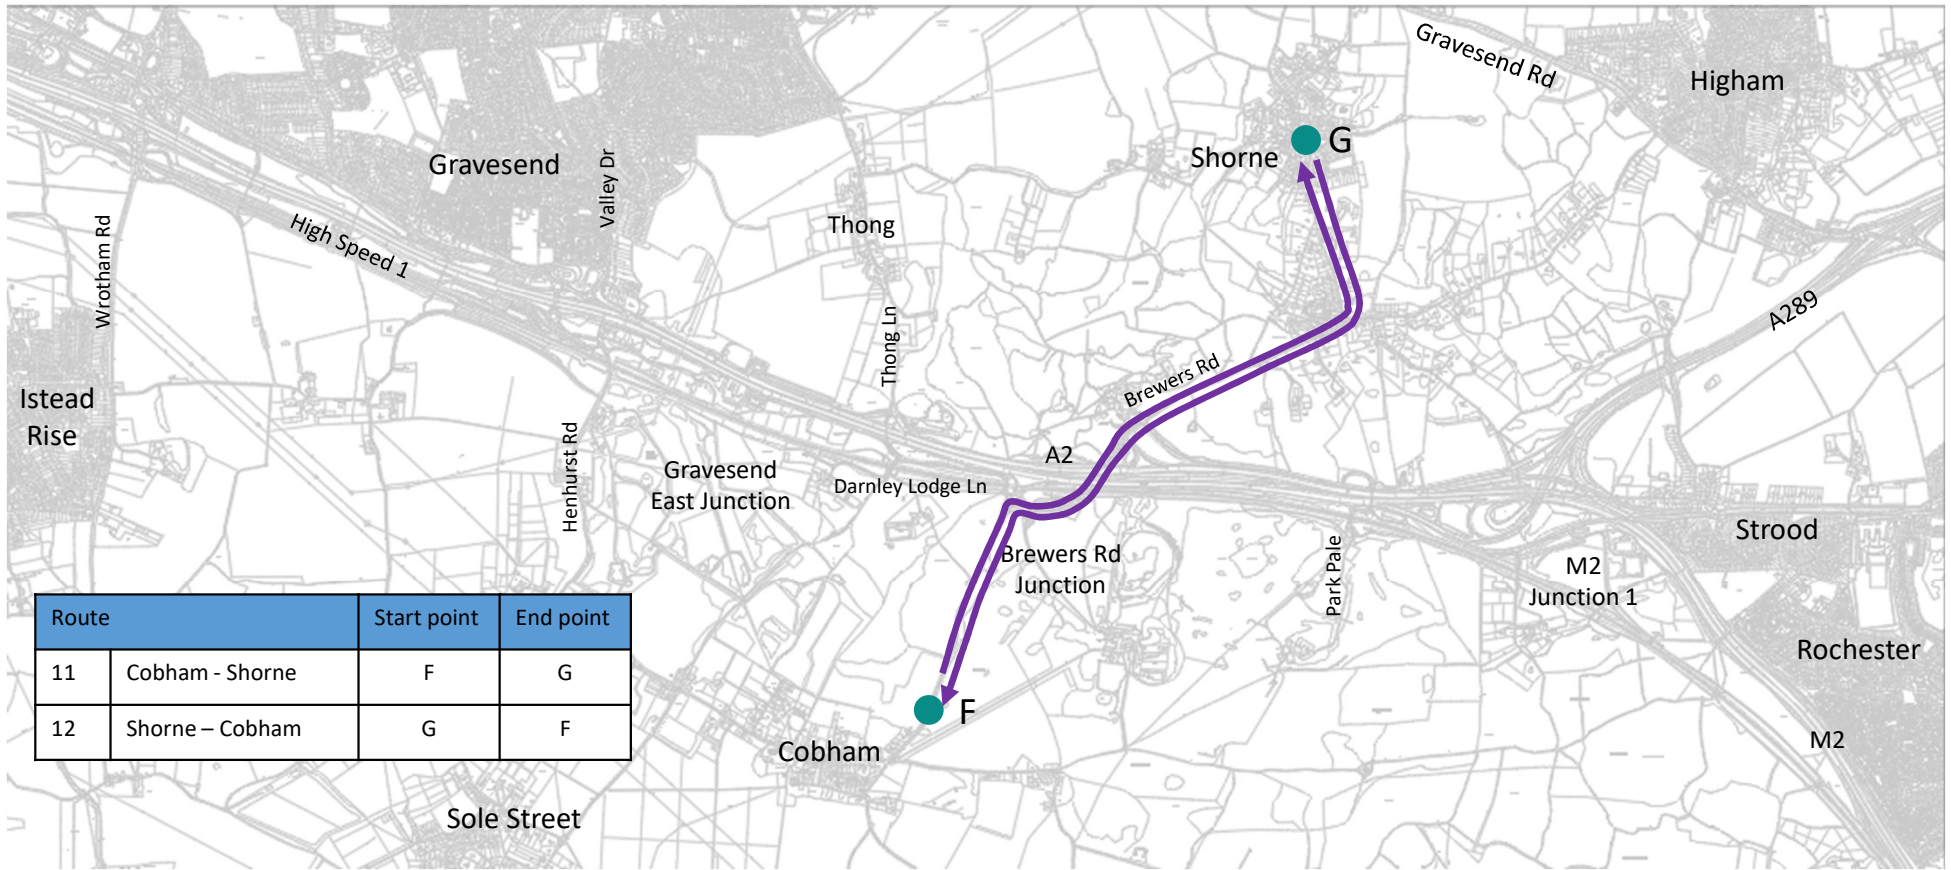 Gravesend Rd
Higham
G
Shorne
Gravesend
Valley Dr
Thong
Wrotham Rd
High Speed 1
A289
Thong Ln
Brewers Rd
Istead
Rise
Henhurst Rd
A2
Gravesend
East Junction
Darnley Lodge Ln
Strood
Brewers Rd
Junction
Park Pale
M2
Junction 1
Route Start point End point
11 Cobham - Shorne F G
12 Shorne – Cobham G F
Rochester
F
Cobham
M2
Sole Street